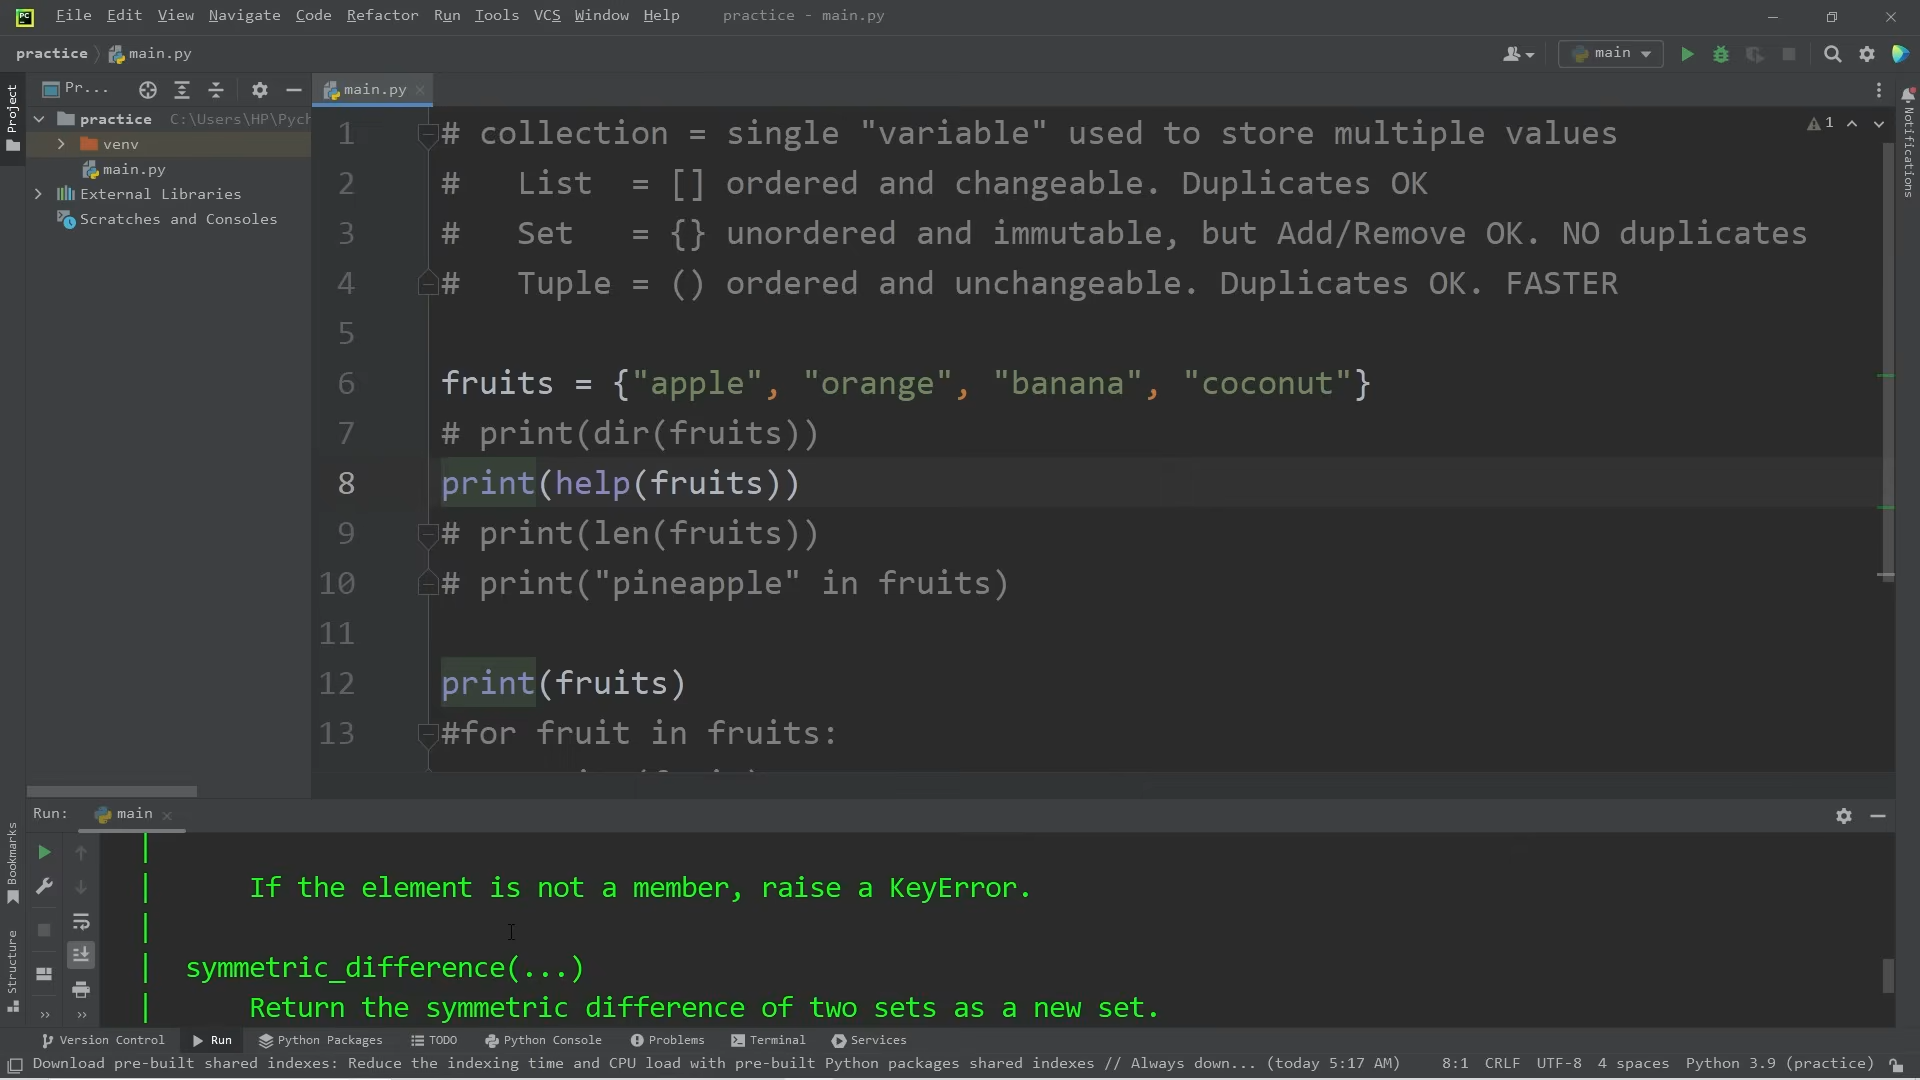 File Edit View Navigate Code Refactor Run Tools VCS Window Help practice - main.py
practice main.py
main
Pr...
main.py
Project
practice C:\Users\HP\Pych
venv
main.py
External Libraries
Scratches and Consoles
1 # collection = single "variable" used to store multiple values
2 # List = [] ordered and changeable. Duplicates OK
3 # Set = {} unordered and immutable, but Add/Remove OK. NO duplicates
4 # Tuple = () ordered and unchangeable. Duplicates OK. FASTER
5
6 fruits = {"apple", "orange", "banana", "coconut"}
7 # print(dir(fruits))
8 print(help(fruits))
9 # print(len(fruits))
10 # print("pineapple" in fruits)
11
12 print(fruits)
13 #for fruit in fruits:
1
Notifications
Run: main
Bookmarks
Structure
|
| If the element is not a member, raise a KeyError.
|
| symmetric_difference(...)
| Return the symmetric difference of two sets as a new set.
Version Control Run Python Packages TODO Python Console Problems Terminal Services
Download pre-built shared indexes: Reduce the indexing time and CPU load with pre-built Python packages shared indexes // Always down... (today 5:17 AM) 8:1 CRLF UTF-8 4 spaces Python 3.9 (practice)